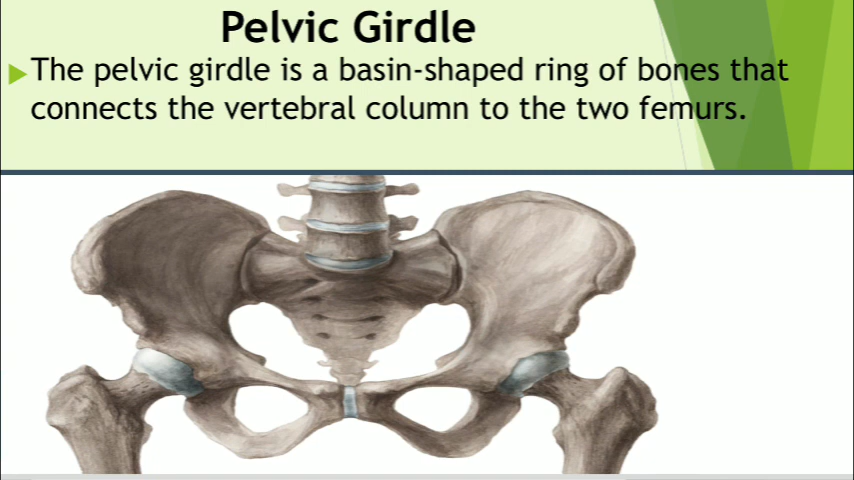 Pelvic Girdle
The pelvic girdle is a basin-shaped ring of bones that
connects the vertebral column to the two femurs.